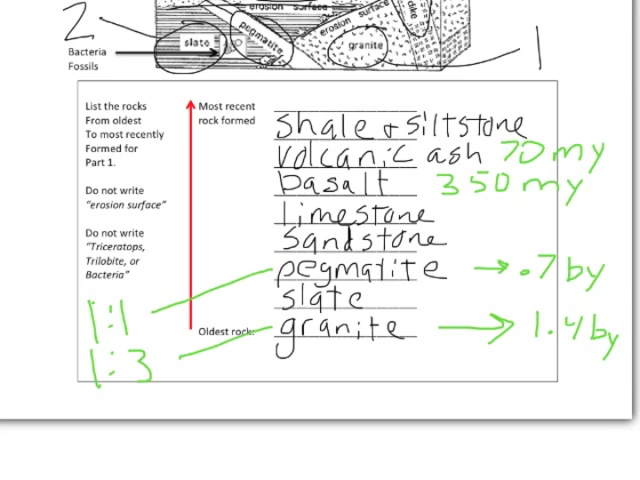 2
erosion surface
dike
pegmatite
erosion surface
slate
granite
Bacteria
Fossils
1
List the rocks
From oldest
To most recently
Formed for
Part 1.
Do not write
"erosion surface"
Do not write
"Triceratops,
Trilobite, or
Bacteria"
Most recent
rock formed
shale & siltstone
volcanic ash 70 my
basalt 350 my
limestone
sandstone
pegmatite → .7 by
slate
Oldest rock: granite → 1.4 by
1:1
1:3